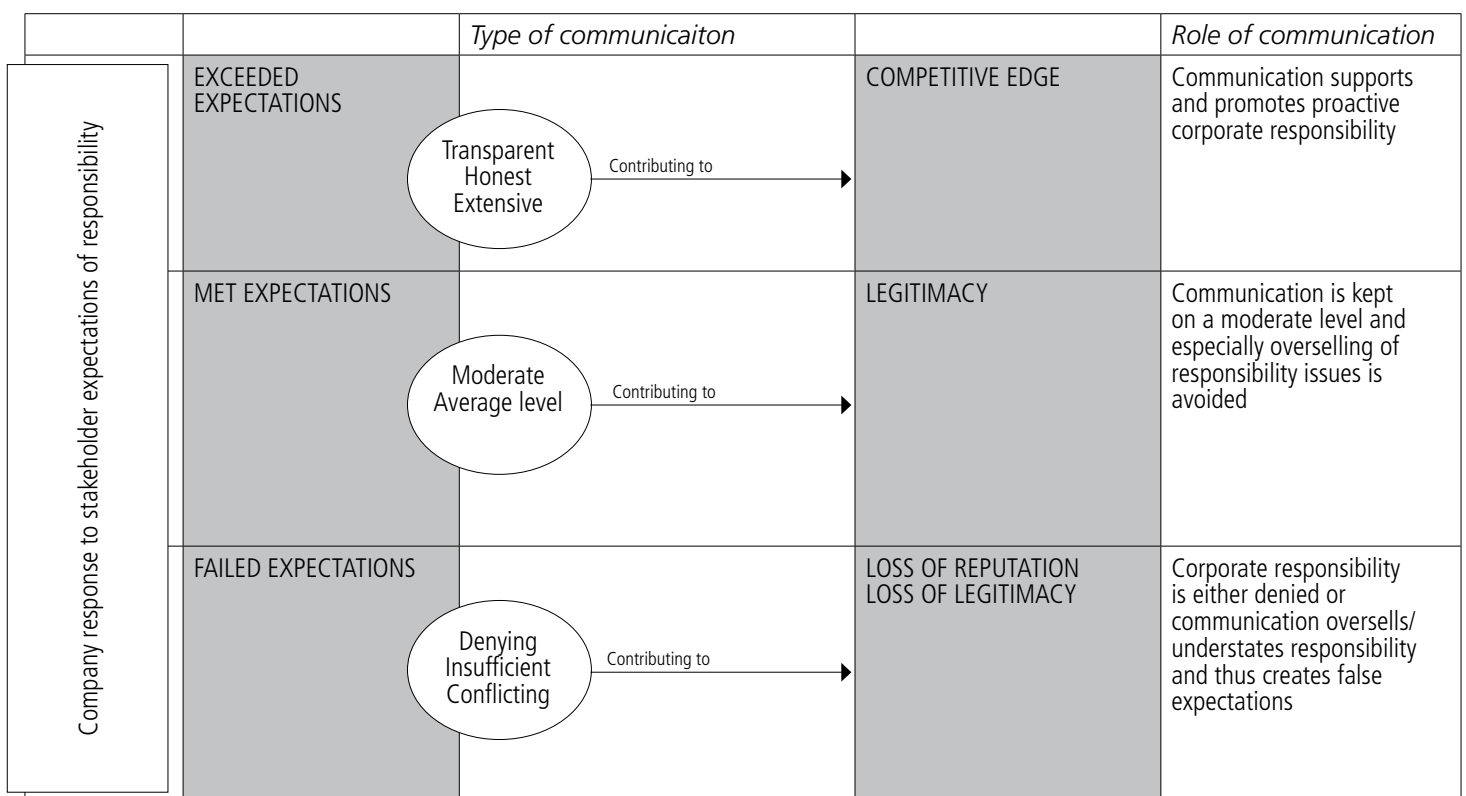 Type of communicaiton
Role of communication
Company response to stakeholder expectations of responsibility
EXCEEDED
EXPECTATIONS
Transparent
Honest
Extensive
Contributing to
COMPETITIVE EDGE
Communication supports
and promotes proactive
corporate responsibility
MET EXPECTATIONS
Moderate
Average level
Contributing to
LEGITIMACY
Communication is kept
on a moderate level and
especially overselling of
responsibility issues is
avoided
FAILED EXPECTATIONS
Denying
Insufficient
Conflicting
Contributing to
LOSS OF REPUTATION
LOSS OF LEGITIMACY
Corporate responsibility
is either denied or
communication oversells/
understates responsibility
and thus creates false
expectations